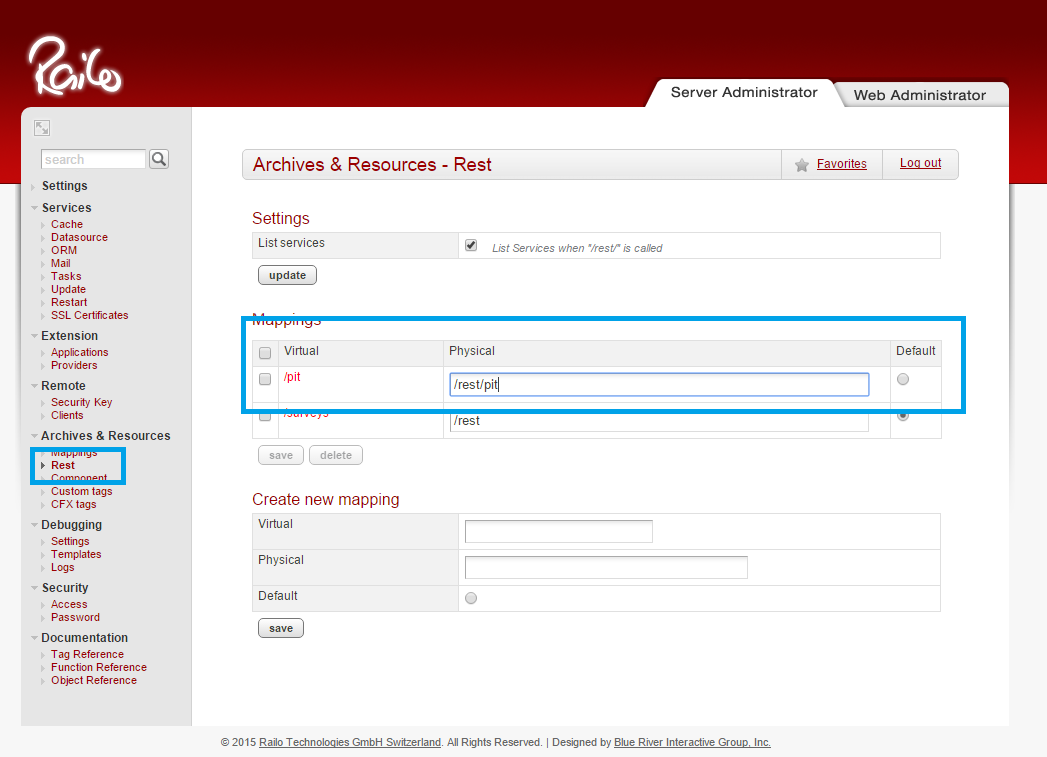 Railo
Server Administrator
Web Administrator
search
Settings
Services
Cache
Datasource
ORM
Mail
Tasks
Update
Restart
SSL Certificates
Extension
Applications
Providers
Remote
Security Key
Clients
Archives & Resources
Mappings
Rest
Component
Custom tags
CFX tags
Debugging
Settings
Templates
Logs
Security
Access
Password
Documentation
Tag Reference
Function Reference
Object Reference
Archives & Resources - Rest
Favorites
Log out
Settings
List services
List Services when "/rest/" is called
update
Mappings
Virtual Physical Default
/pit /rest/pit
/surveys /rest
save delete
Create new mapping
Virtual
Physical
Default
save
© 2015 Railo Technologies GmbH Switzerland. All Rights Reserved. | Designed by Blue River Interactive Group, Inc.